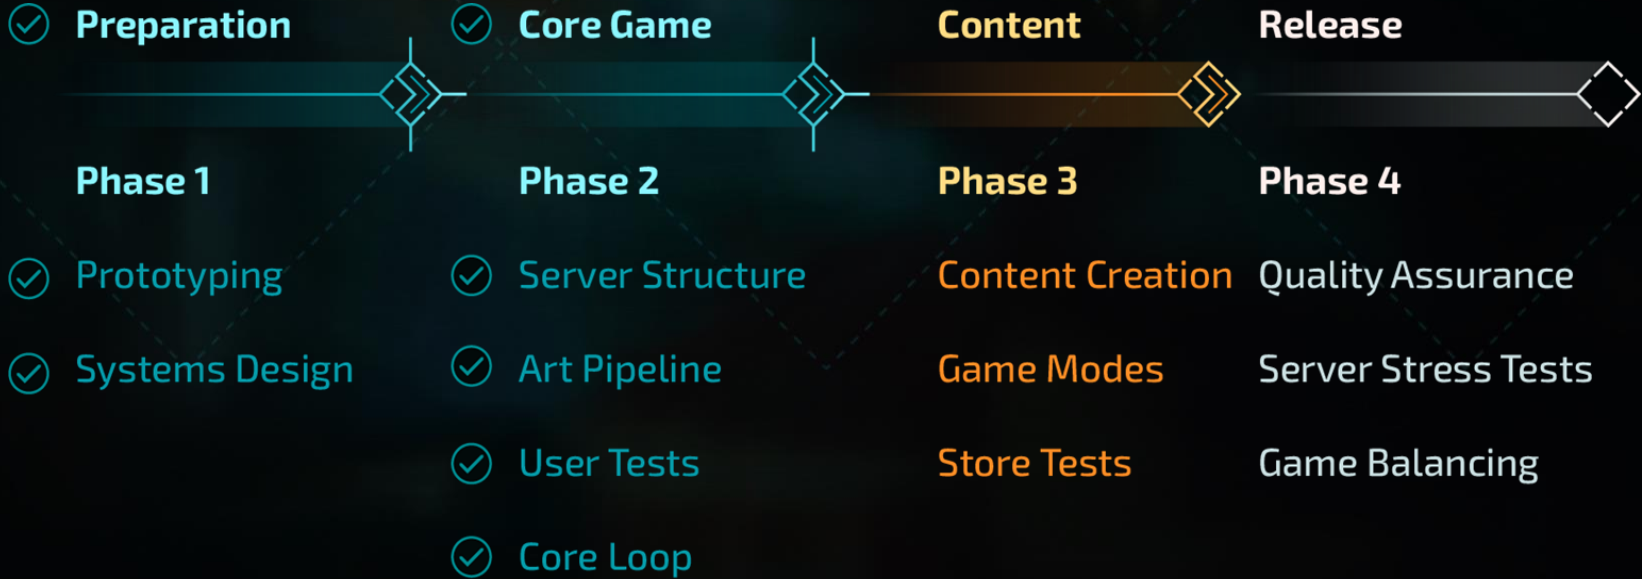 Preparation
Phase 1
Prototyping
Systems Design
Core Game
Phase 2
Server Structure
Art Pipeline
User Tests
Core Loop
Content
Phase 3
Content Creation
Game Modes
Store Tests
Release
Phase 4
Quality Assurance
Server Stress Tests
Game Balancing